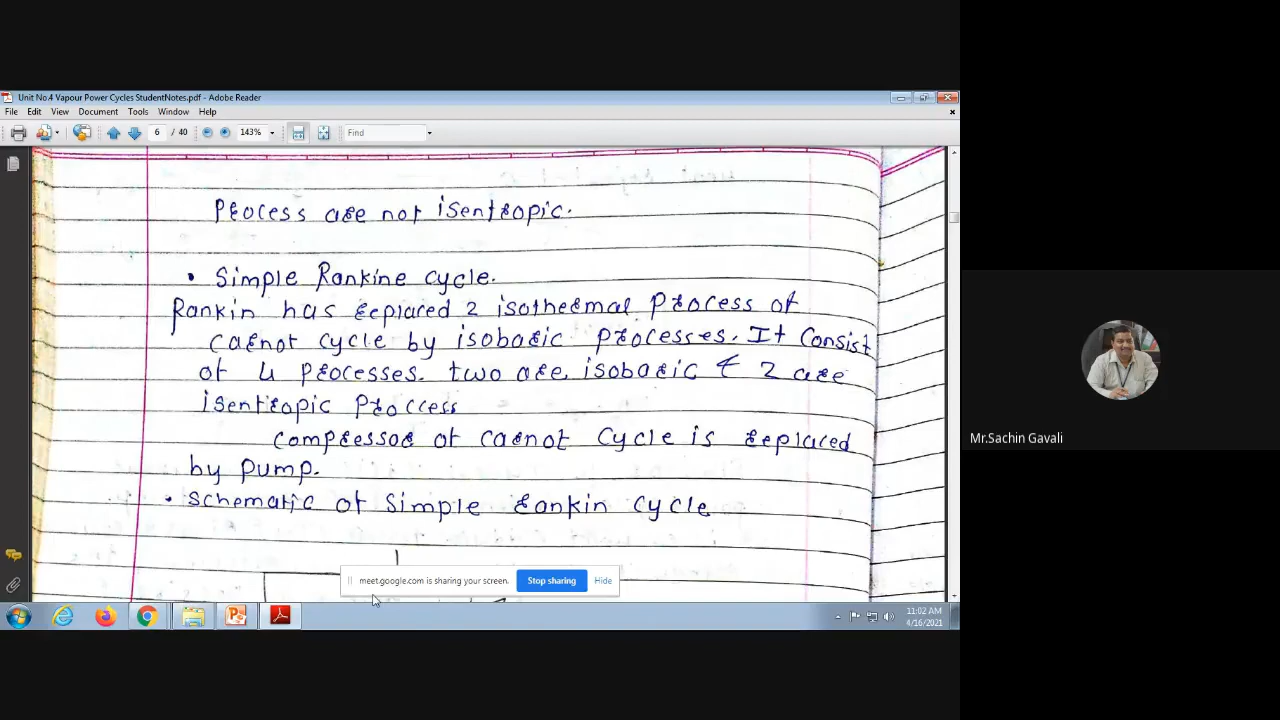 Unit No.4 Vapour Power Cycles StudentNotes.pdf - Adobe Reader
File Edit View Document Tools Window Help
6 / 40 143% Find
Process are not isentropic.
• Simple Rankine cycle.
Rankin has replaced 2 isothermal Process of
carnot cycle by isobaric processes. It consist
of 4 processes. two are isobaric & 2 are
isentropic Proccess
compressor of carnot cycle is replaced
by pump.
• Schematic of Simple rankin cycle
meet.google.com is sharing your screen. Stop sharing Hide
Mr.Sachin Gavali
11:02 AM
4/16/2021